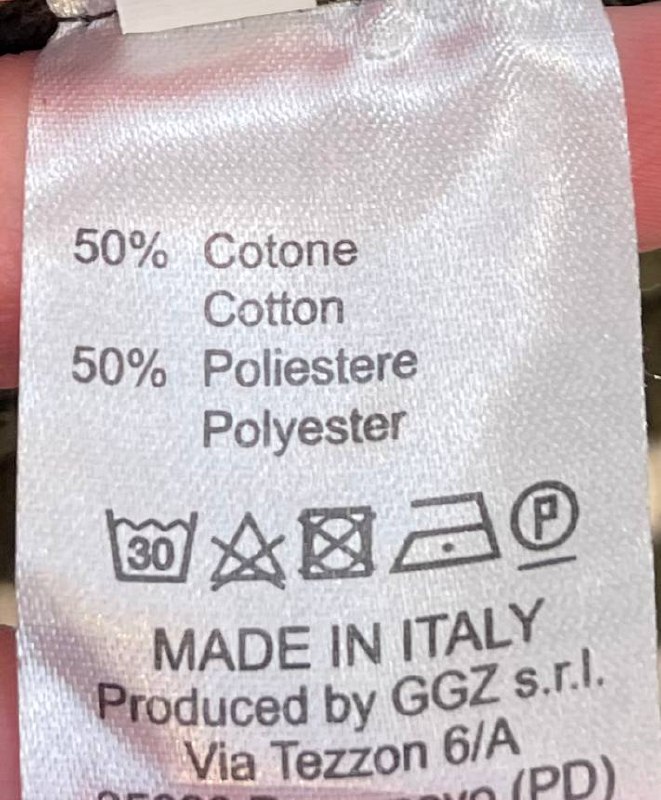 50% Cotone
Cotton
50% Poliestere
Polyester
30 P
MADE IN ITALY
Produced by GGZ s.r.l.
Via Tezzon 6/A
(PD)